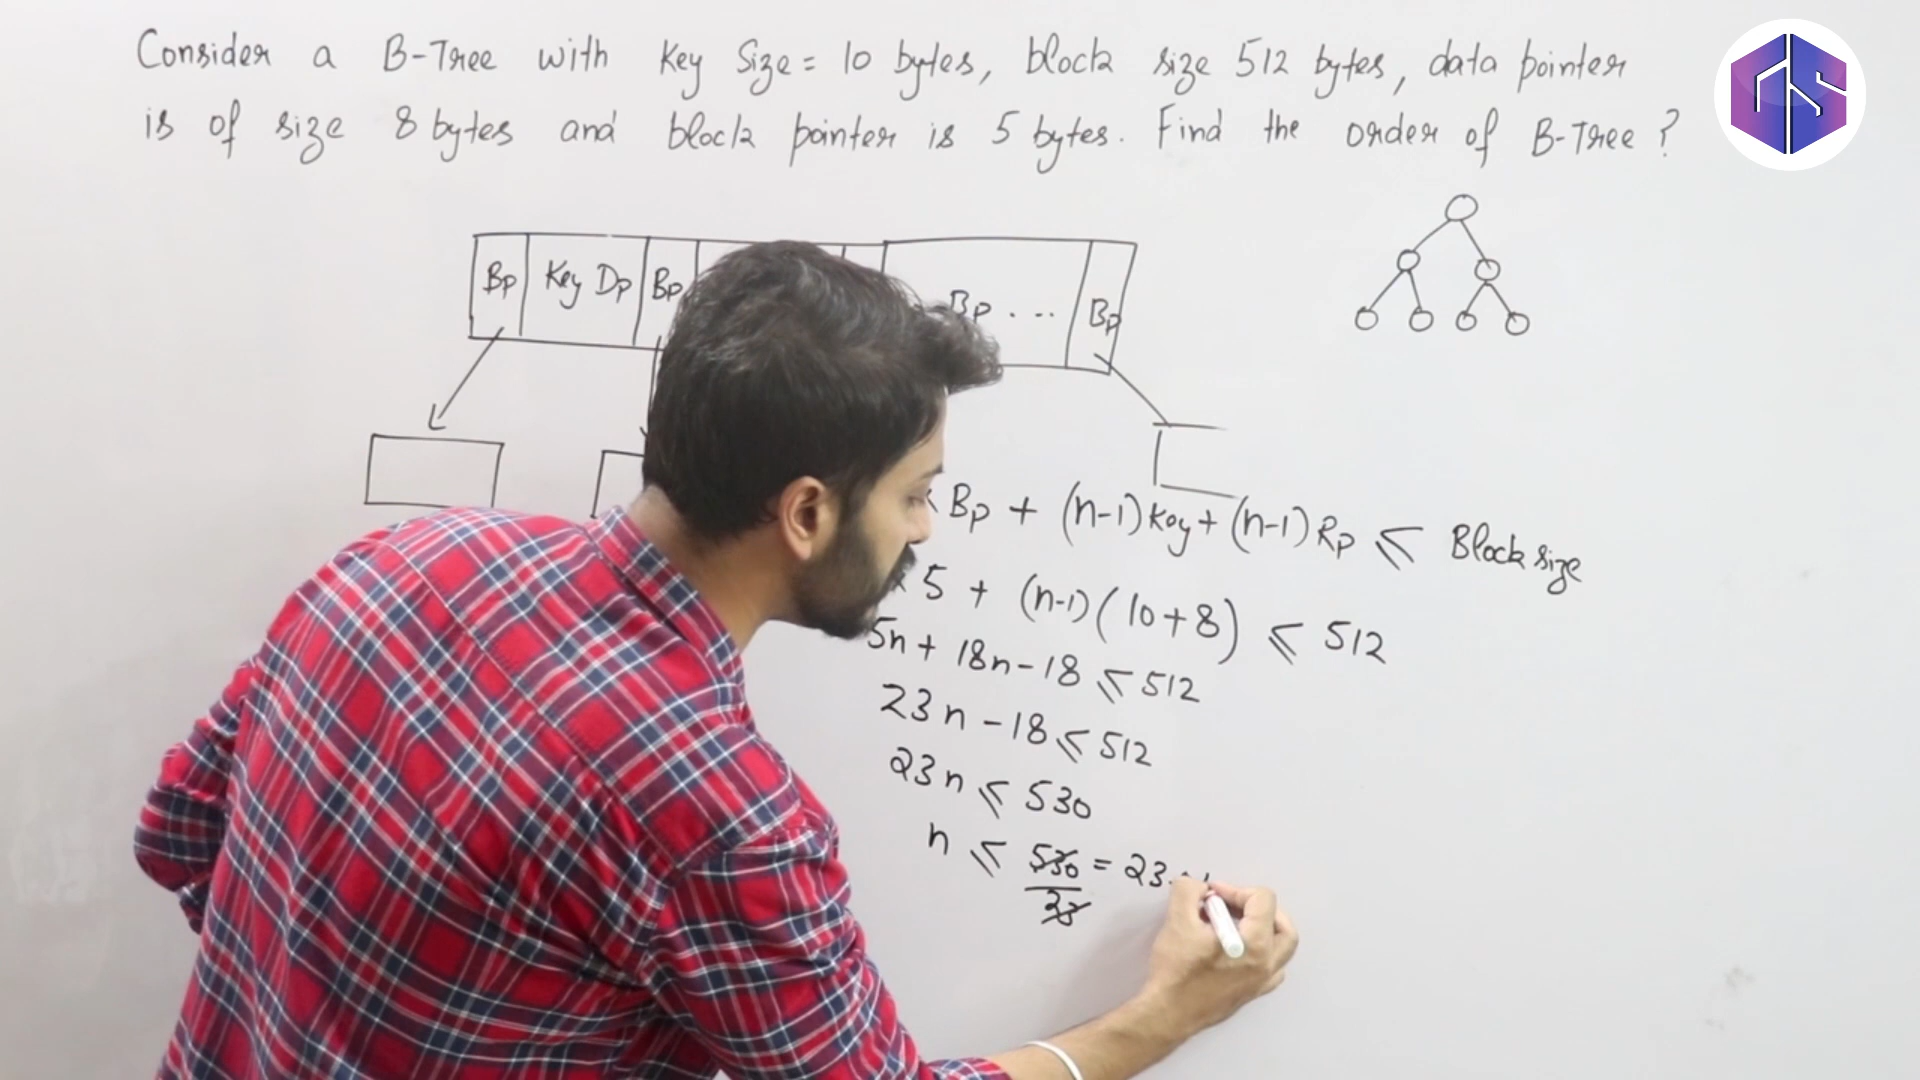 Consider a B-Tree with Key Size = 10 bytes, block size 512 bytes, data pointer
is of size 8 bytes and block pointer is 5 bytes. Find the order of B-Tree ?
Bp Key Dp Bp Bp . . . Bp
Bp + (n-1) Key + (n-1) Rp ≤ Block size
× 5 + (n-1) ( 10 + 8 ) ≤ 512
5n + 18n - 18 ≤ 512
23n - 18 ≤ 512
23n ≤ 530
n ≤ 530/23 = 23.